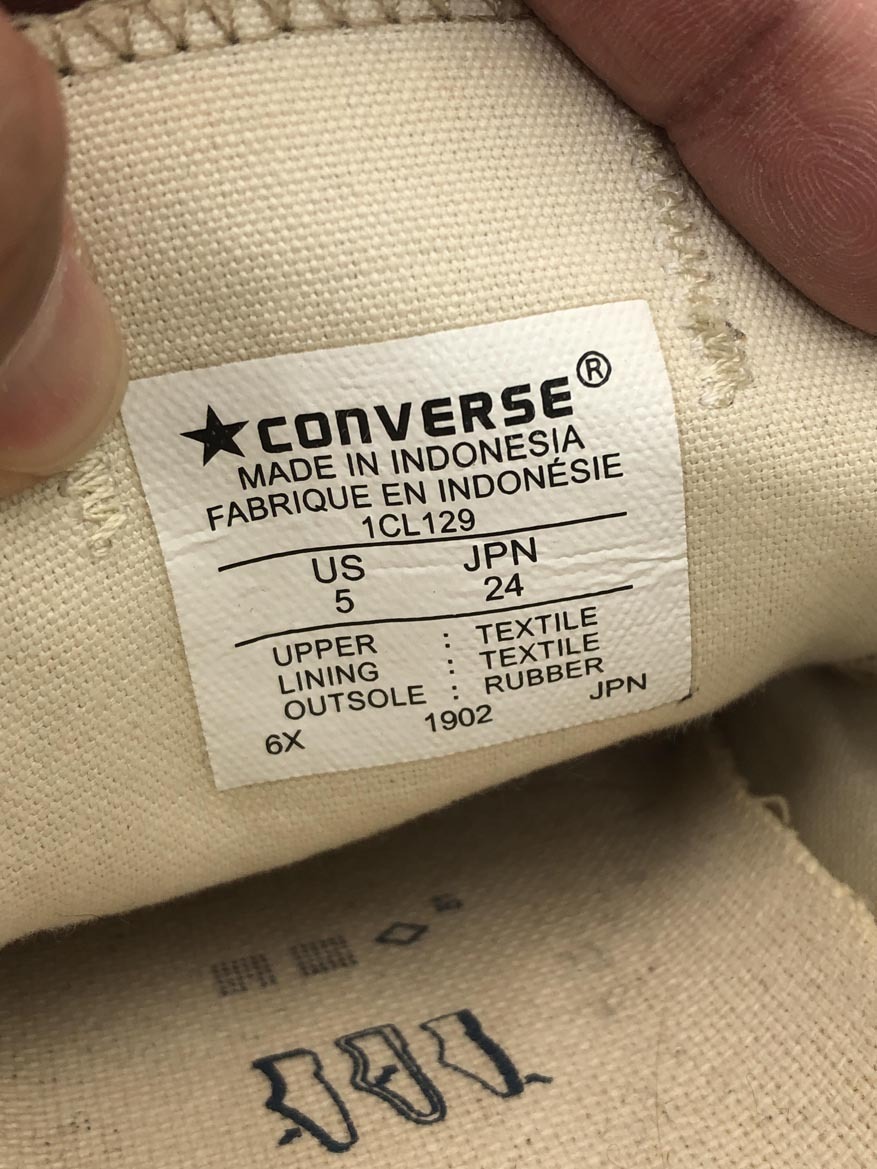 ★CONVERSE®
MADE IN INDONESIA
FABRIQUE EN INDONÉSIE
1CL129
US JPN
5 24
UPPER : TEXTILE
LINING : TEXTILE
OUTSOLE : RUBBER
6X 1902 JPN